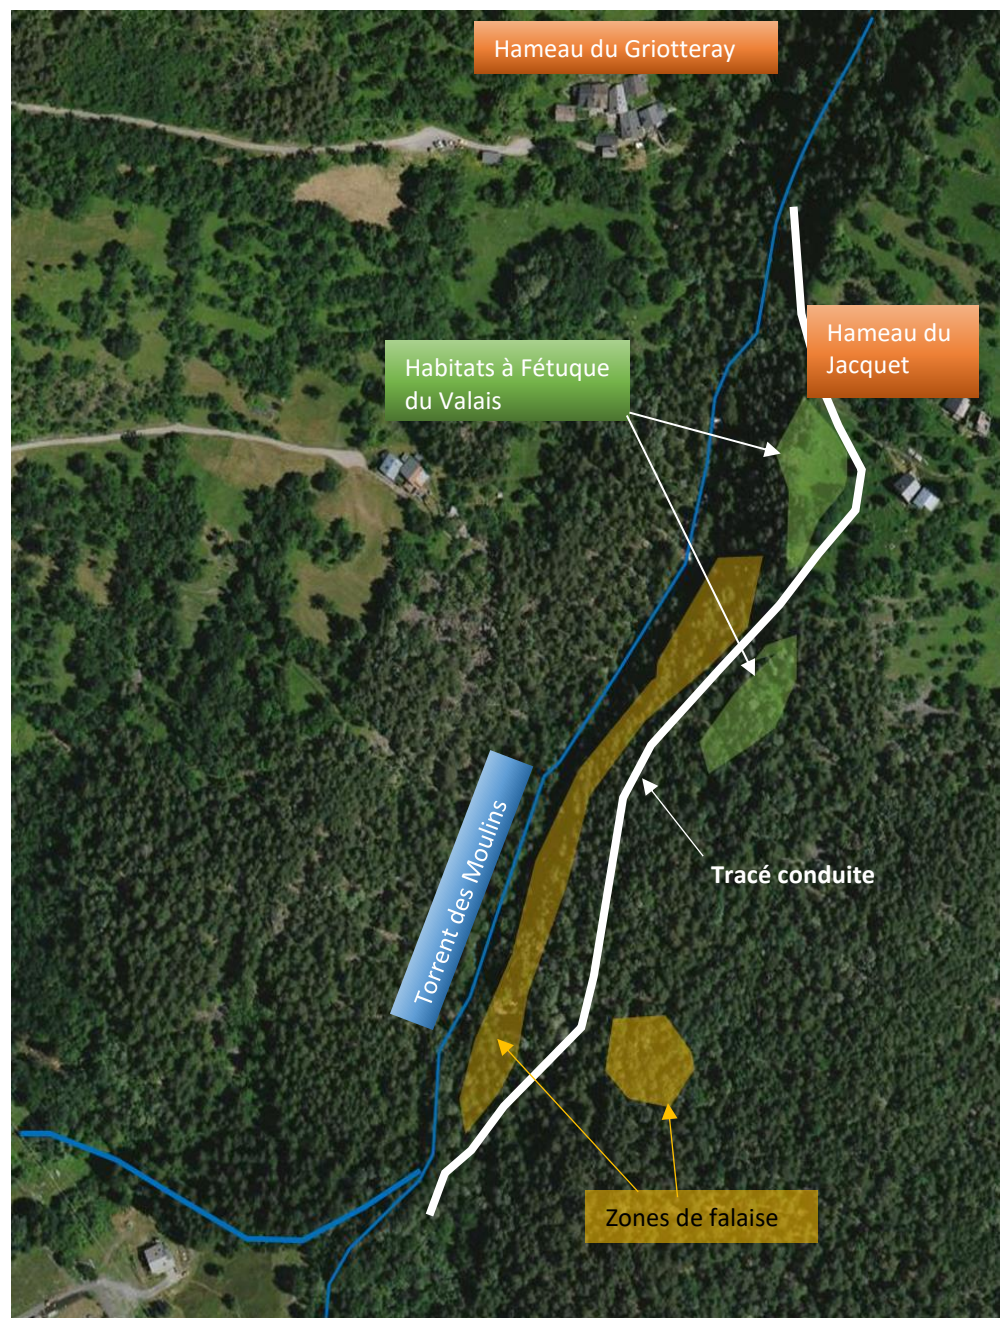 Hameau du Griotteray
Hameau du
Jacquet
Habitats à Fétuque
du Valais
Torrent des Moulins
Tracé conduite
Zones de falaise